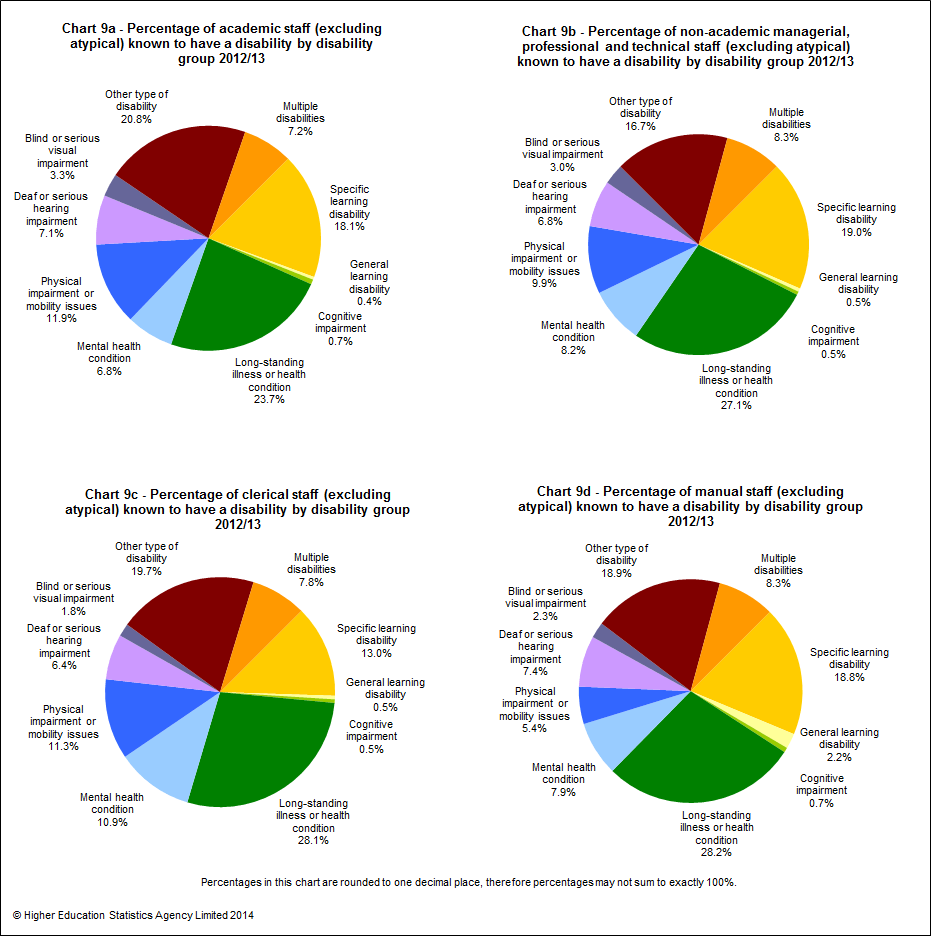 Chart 9a - Percentage of academic staff (excluding
atypical) known to have a disability by disability
group 2012/13
Other type of
disability
20.8%
Multiple
disabilities
7.2%
Blind or serious
visual
impairment
3.3%
Specific
learning
disability
18.1%
Deaf or serious
hearing
impairment
7.1%
General
learning
disability
0.4%
Physical
impairment or
mobility issues
11.9%
Cognitive
impairment
0.7%
Mental health
condition
6.8%
Long-standing
illness or health
condition
23.7%
Chart 9b - Percentage of non-academic managerial,
professional and technical staff (excluding atypical)
known to have a disability by disability group 2012/13
Other type of
disability
16.7%
Multiple
disabilities
8.3%
Blind or serious
visual impairment
3.0%
Deaf or serious
hearing
impairment
6.8%
Specific learning
disability
19.0%
Physical
impairment or
mobility issues
9.9%
General learning
disability
0.5%
Mental health
condition
8.2%
Cognitive
impairment
0.5%
Long-standing
illness or health
condition
27.1%
Chart 9c - Percentage of clerical staff (excluding
atypical) known to have a disability by disability group
2012/13
Other type of
disability
19.7%
Multiple
disabilities
7.8%
Blind or serious
visual impairment
1.8%
Deaf or serious
hearing
impairment
6.4%
Specific learning
disability
13.0%
General learning
disability
0.5%
Physical
impairment or
mobility issues
11.3%
Cognitive
impairment
0.5%
Mental health
condition
10.9%
Long-standing
illness or health
condition
28.1%
Chart 9d - Percentage of manual staff (excluding
atypical) known to have a disability by disability group
2012/13
Other type of
disability
18.9%
Multiple
disabilities
8.3%
Blind or serious
visual impairment
2.3%
Deaf or serious
hearing
impairment
7.4%
Specific learning
disability
18.8%
Physical
impairment or
mobility issues
5.4%
General learning
disability
2.2%
Mental health
condition
7.9%
Cognitive
impairment
0.7%
Long-standing
illness or health
condition
28.2%
Percentages in this chart are rounded to one decimal place, therefore percentages may not sum to exactly 100%.
© Higher Education Statistics Agency Limited 2014